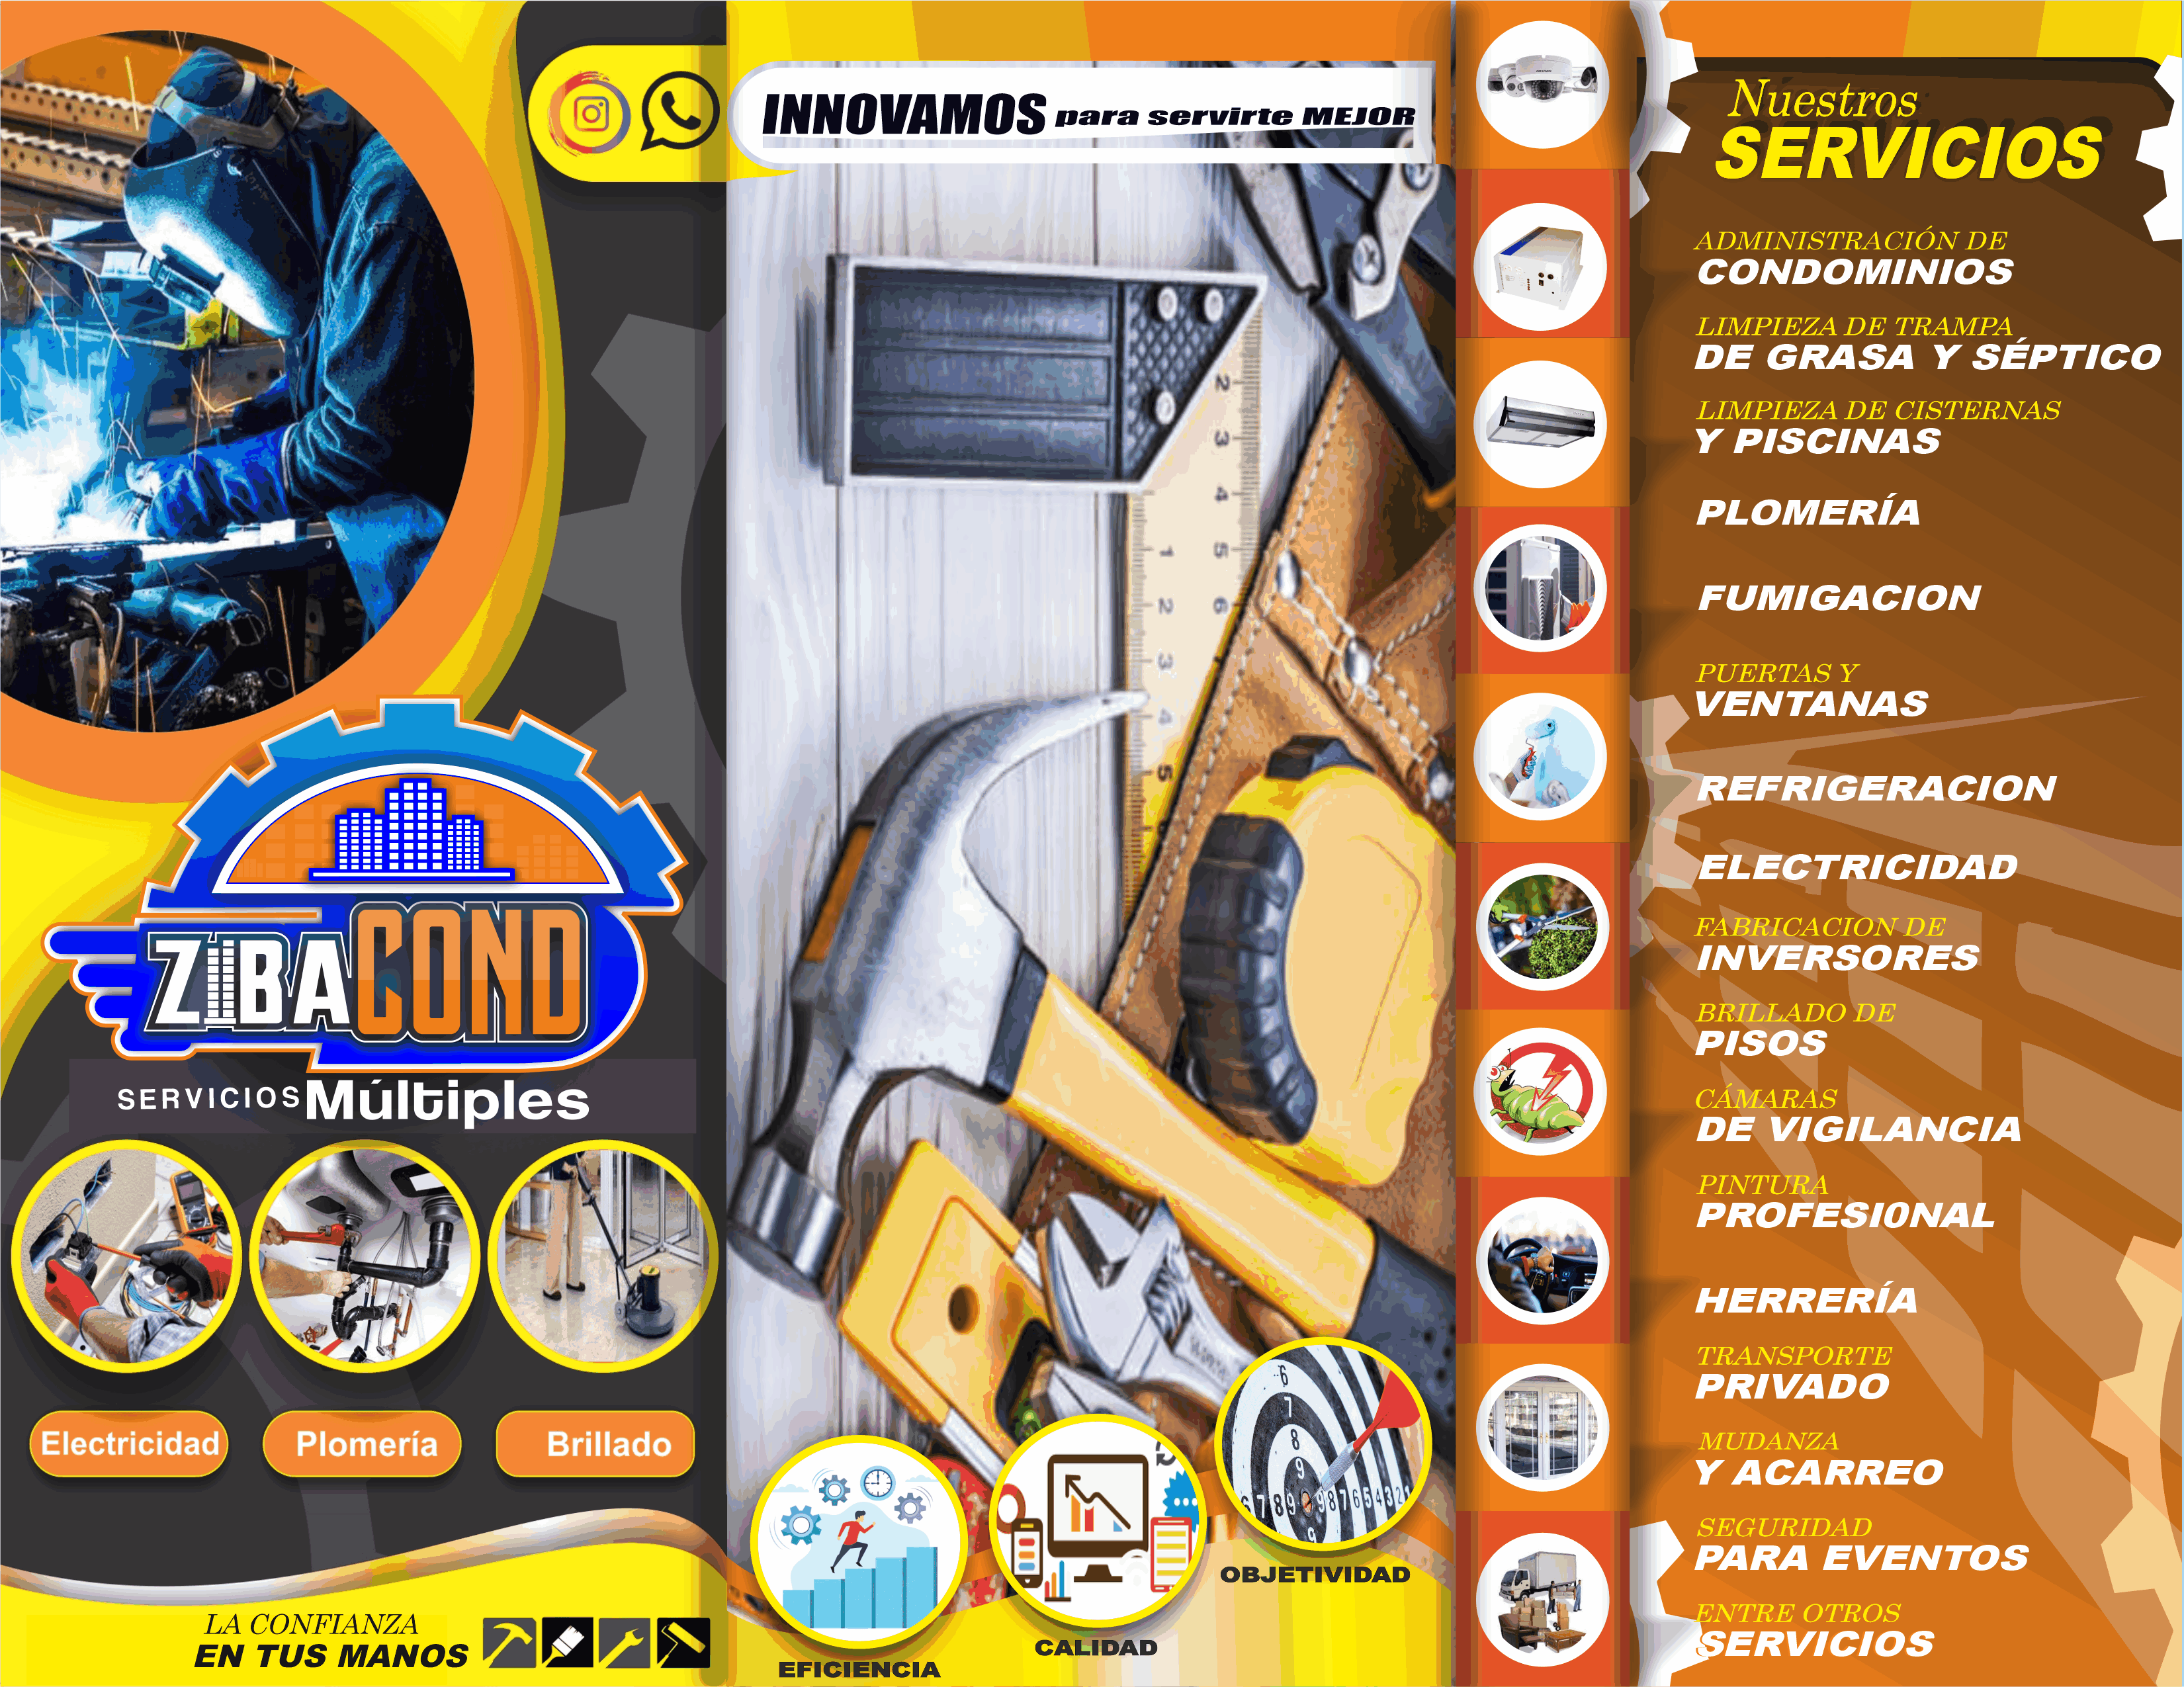 INNOVAMOS para servirte MEJOR
ZIBACOND
SERVICIOS Múltiples
Electricidad
Plomería
Brillado
LA CONFIANZA
EN TUS MANOS
EFICIENCIA
CALIDAD
OBJETIVIDAD
Nuestros
SERVICIOS
ADMINISTRACIÓN DE
CONDOMINIOS
LIMPIEZA DE TRAMPA
DE GRASA Y SÉPTICO
LIMPIEZA DE CISTERNAS
Y PISCINAS
PLOMERÍA
FUMIGACION
PUERTAS Y
VENTANAS
REFRIGERACION
ELECTRICIDAD
FABRICACION DE
INVERSORES
BRILLADO DE
PISOS
CÁMARAS
DE VIGILANCIA
PINTURA
PROFESI0NAL
HERRERÍA
TRANSPORTE
PRIVADO
MUDANZA
Y ACARREO
SEGURIDAD
PARA EVENTOS
ENTRE OTROS
SERVICIOS